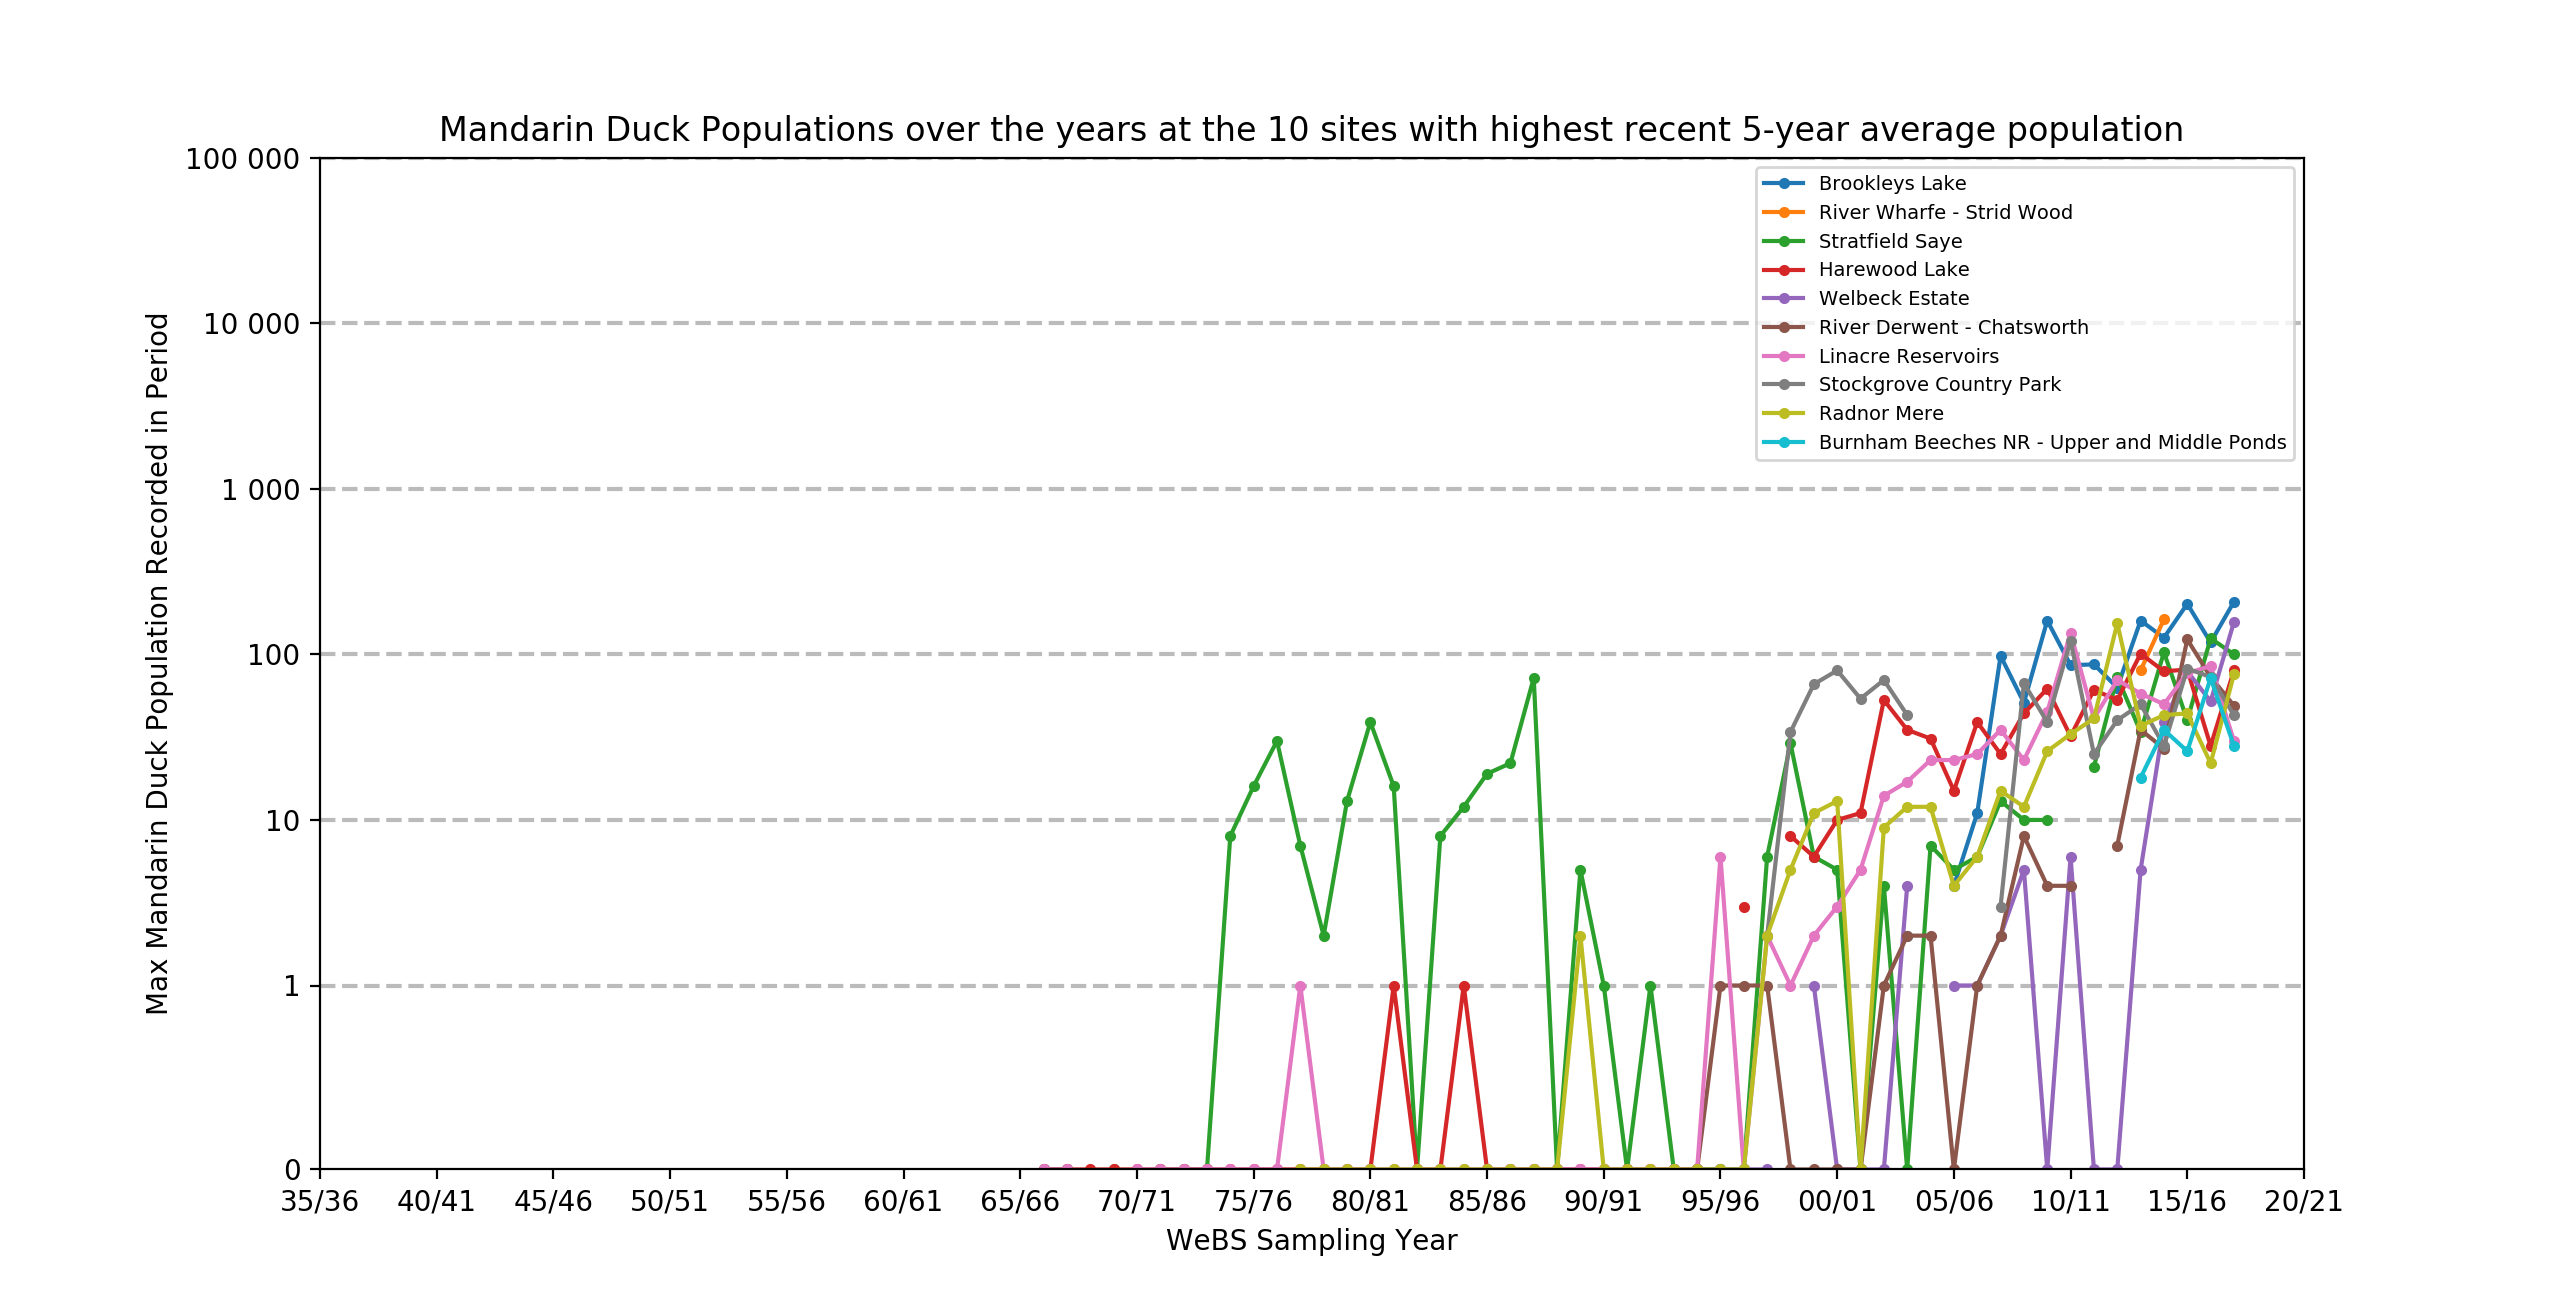 Mandarin Duck Populations over the years at the 10 sites with highest recent 5-year average population
100 000
10 000
1 000
100
10
1
0
Max Mandarin Duck Population Recorded in Period
Brookleys Lake
River Wharfe - Strid Wood
Stratfield Saye
Harewood Lake
Welbeck Estate
River Derwent - Chatsworth
Linacre Reservoirs
Stockgrove Country Park
Radnor Mere
Burnham Beeches NR - Upper and Middle Ponds
35/36 40/41 45/46 50/51 55/56 60/61 65/66 70/71 75/76 80/81 85/86 90/91 95/96 00/01 05/06 10/11 15/16 20/21
WeBS Sampling Year